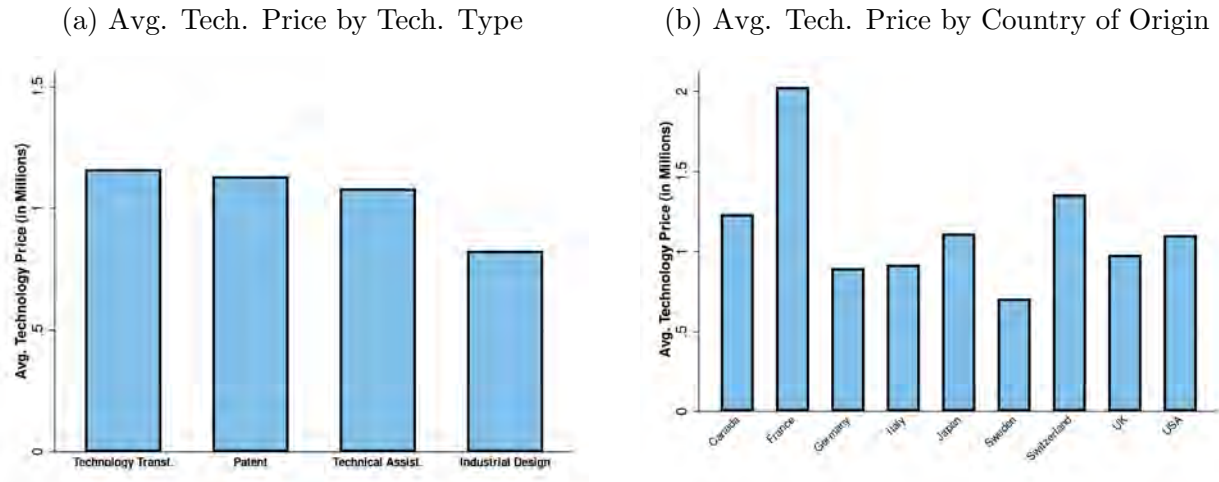 (a) Avg. Tech. Price by Tech. Type
Avg. Technology Price (in Millions)
1.5
1
.5
0
Technology Transf.
Patent
Technical Assist.
Industrial Design
(b) Avg. Tech. Price by Country of Origin
Avg. Technology Price (in Millions)
2
1.5
1
.5
0
Canada
France
Germany
Italy
Japan
Sweden
Switzerland
UK
USA